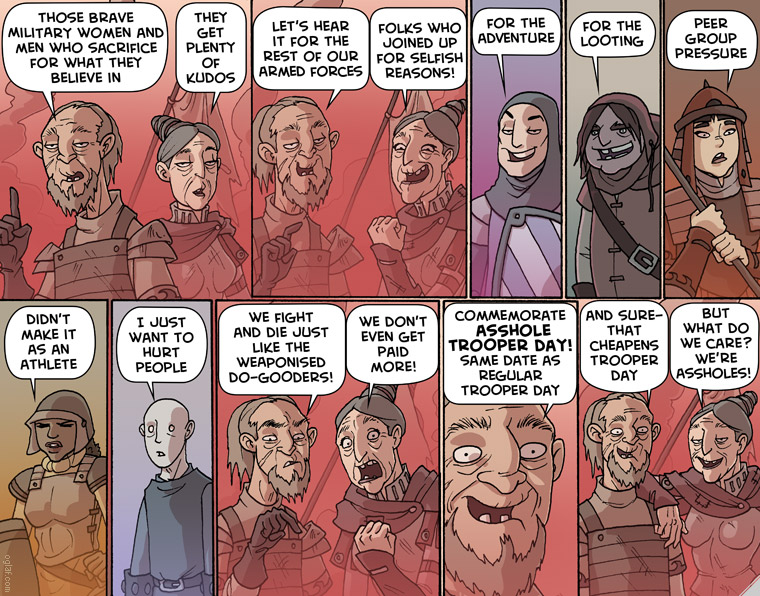 THOSE BRAVE
MILITARY WOMEN AND
MEN WHO SACRIFICE
FOR WHAT THEY
BELIEVE IN
THEY
GET
PLENTY
OF
KUDOS
LET'S HEAR
IT FOR THE
REST OF OUR
ARMED FORCES
FOLKS WHO
JOINED UP
FOR SELFISH
REASONS!
FOR THE
ADVENTURE
FOR THE
LOOTING
PEER
GROUP
PRESSURE
DIDN'T
MAKE IT
AS AN
ATHLETE
I JUST
WANT TO
HURT
PEOPLE
WE FIGHT
AND DIE JUST
LIKE THE
WEAPONISED
DO-GOODERS!
WE DON'T
EVEN GET
PAID
MORE!
COMMEMORATE
ASSHOLE
TROOPER DAY!
SAME DATE AS
REGULAR
TROOPER DAY
AND SURE-
THAT
CHEAPENS
TROOPER
DAY
BUT
WHAT DO
WE CARE?
WE'RE
ASSHOLES!
oglaf.com